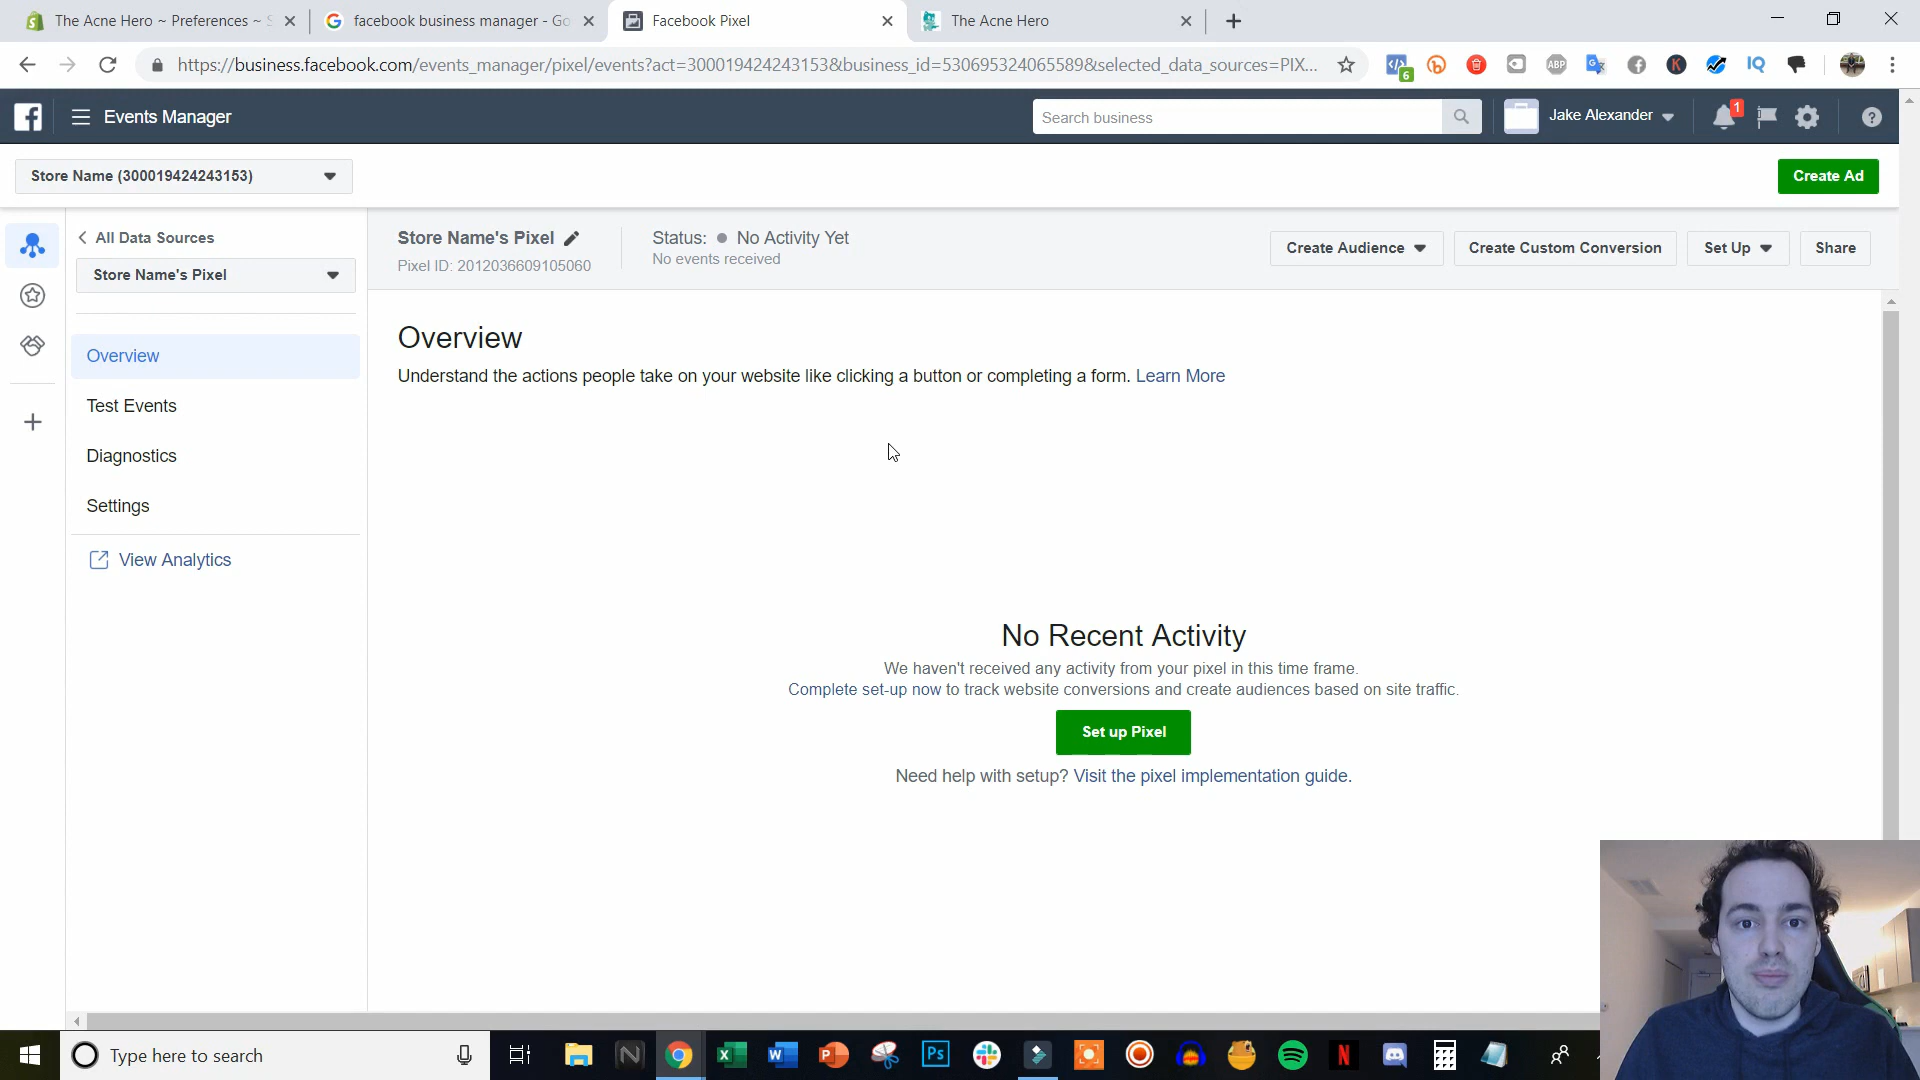 The Acne Hero ~ Preferences ~ S
facebook business manager - Go
Facebook Pixel
The Acne Hero
https://business.facebook.com/events_manager/pixel/events?act=300019424243153&business_id=530695324065589&selected_data_sources=PIX...
6
ABP
K
IQ
Events Manager
Search business
Jake Alexander
1
Store Name (300019424243153)
Create Ad
All Data Sources
Store Name's Pixel
Store Name's Pixel
Pixel ID: 2012036609105060
Status: No Activity Yet
No events received
Create Audience
Create Custom Conversion
Set Up
Share
Overview
Test Events
Diagnostics
Settings
View Analytics
Overview
Understand the actions people take on your website like clicking a button or completing a form. Learn More
No Recent Activity
We haven't received any activity from your pixel in this time frame.
Complete set-up now to track website conversions and create audiences based on site traffic.
Set up Pixel
Need help with setup? Visit the pixel implementation guide.
Type here to search